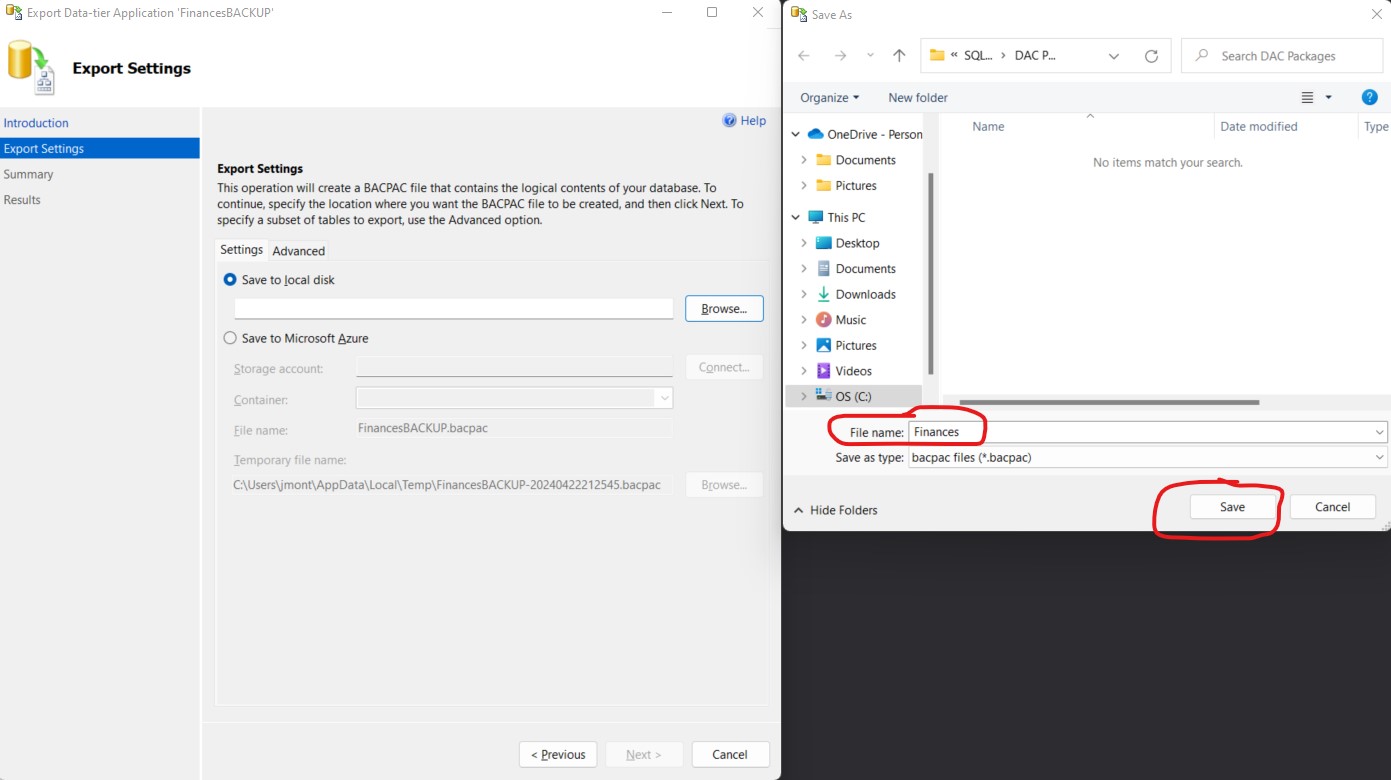 Export Data-tier Application 'FinancesBACKUP'
Export Settings
Introduction
Export Settings
Summary
Results
Help
Export Settings
This operation will create a BACPAC file that contains the logical contents of your database. To
continue, specify the location where you want the BACPAC file to be created, and then click Next. To
specify a subset of tables to export, use the Advanced option.
Settings Advanced
Save to local disk
Browse...
Save to Microsoft Azure
Storage account: Connect...
Container:
File name: FinancesBACKUP.bacpac
Temporary file name:
C:\Users\jmont\AppData\Local\Temp\FinancesBACKUP-20240422212545.bacpac Browse...
< Previous Next > Cancel
Save As
« SQL... › DAC P... Search DAC Packages
Organize New folder ?
Name Date modified Type
No items match your search.
OneDrive - Person
Documents
Pictures
This PC
Desktop
Documents
Downloads
Music
Pictures
Videos
OS (C:)
File name: Finances
Save as type: bacpac files (*.bacpac)
Hide Folders Save Cancel